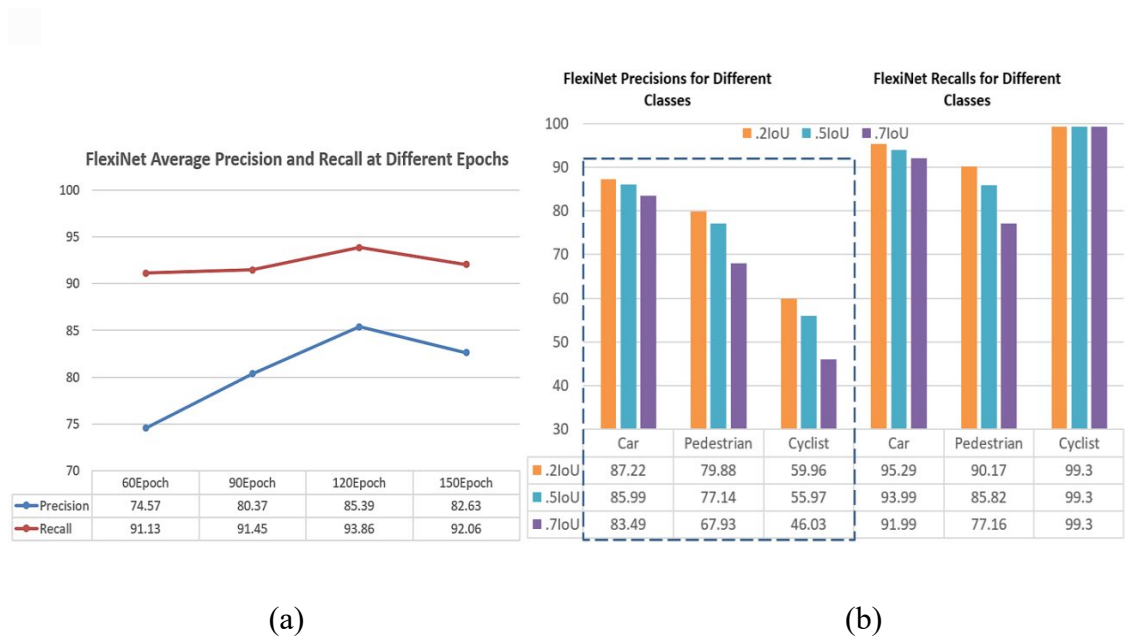 FlexiNet Average Precision and Recall at Different Epochs
100
95
90
85
80
75
70
60Epoch 90Epoch 120Epoch 150Epoch
Precision 74.57 80.37 85.39 82.63
Recall 91.13 91.45 93.86 92.06
(a)
FlexiNet Precisions for Different
Classes
FlexiNet Recalls for Different
Classes
.2IoU .5IoU .7IoU
100
90
80
70
60
50
40
30
Car Pedestrian Cyclist Car Pedestrian Cyclist
.2IoU 87.22 79.88 59.96 95.29 90.17 99.3
.5IoU 85.99 77.14 55.97 93.99 85.82 99.3
.7IoU 83.49 67.93 46.03 91.99 77.16 99.3
(b)